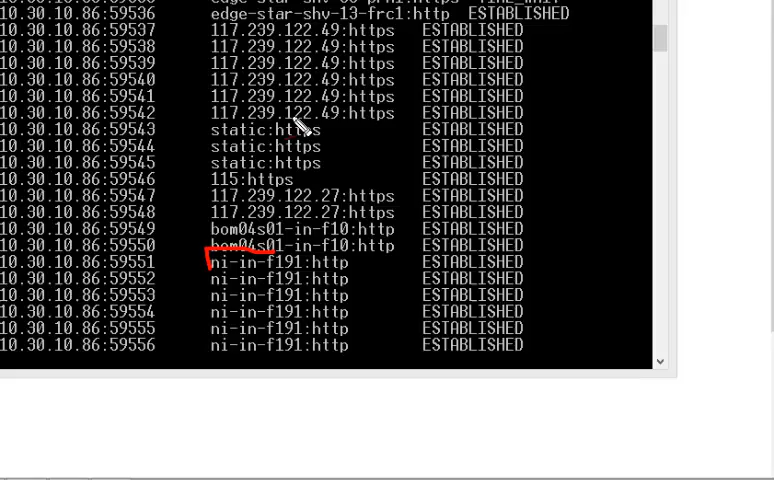 10.30.10.86:59536 edge-star-shv-13-frc1:http ESTABLISHED
10.30.10.86:59537 117.239.122.49:https ESTABLISHED
10.30.10.86:59538 117.239.122.49:https ESTABLISHED
10.30.10.86:59539 117.239.122.49:https ESTABLISHED
10.30.10.86:59540 117.239.122.49:https ESTABLISHED
10.30.10.86:59541 117.239.122.49:https ESTABLISHED
10.30.10.86:59542 117.239.122.49:https ESTABLISHED
10.30.10.86:59543 static:https ESTABLISHED
10.30.10.86:59544 static:https ESTABLISHED
10.30.10.86:59545 static:https ESTABLISHED
10.30.10.86:59546 115:https ESTABLISHED
10.30.10.86:59547 117.239.122.27:https ESTABLISHED
10.30.10.86:59548 117.239.122.27:https ESTABLISHED
10.30.10.86:59549 bom04s01-in-f10:http ESTABLISHED
10.30.10.86:59550 bom04s01-in-f10:http ESTABLISHED
10.30.10.86:59551 ni-in-f191:http ESTABLISHED
10.30.10.86:59552 ni-in-f191:http ESTABLISHED
10.30.10.86:59553 ni-in-f191:http ESTABLISHED
10.30.10.86:59554 ni-in-f191:http ESTABLISHED
10.30.10.86:59555 ni-in-f191:http ESTABLISHED
10.30.10.86:59556 ni-in-f191:http ESTABLISHED